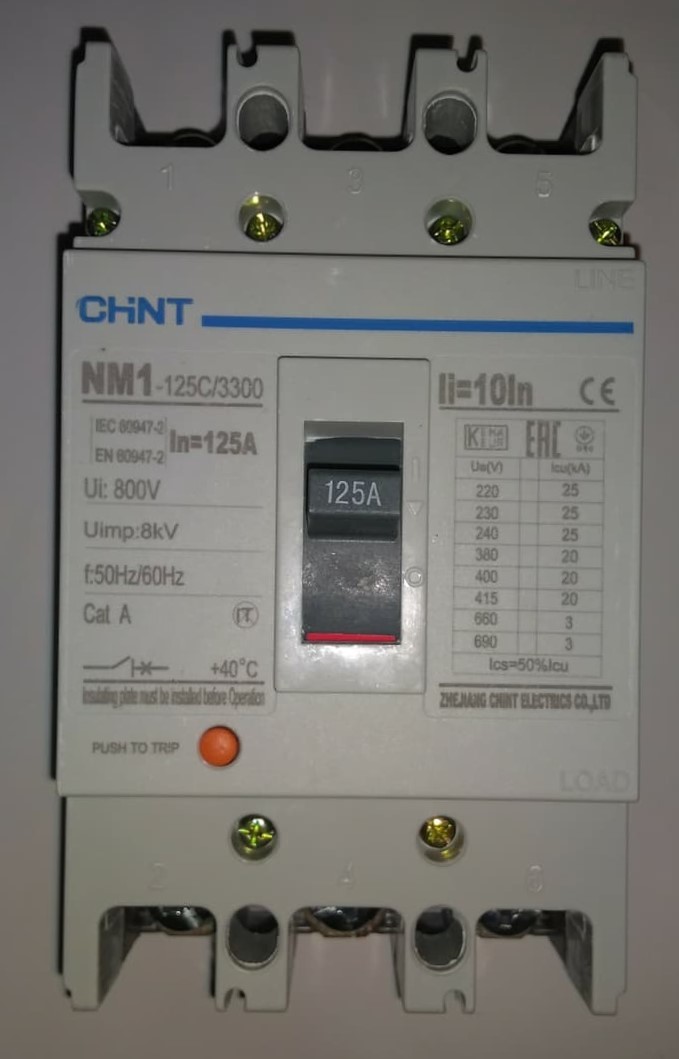 1 3 5
LINE
CHINT
NM1-125C/3300
IEC 60947-2
EN 60947-2
In=125A
Ui: 800V
Uimp:8kV
f:50Hz/60Hz
Cat A IT
+40°C
Insulating plate must be installed before Operation
PUSH TO TRIP
125A
I
O
Ii=10In CE
EAC
Ue(V) Icu(kA)
220 25
230 25
240 25
380 20
400 20
415 20
660 3
690 3
Ics=50%Icu
ZHEJIANG CHINT ELECTRICS CO.,LTD
LOAD
2 4 6